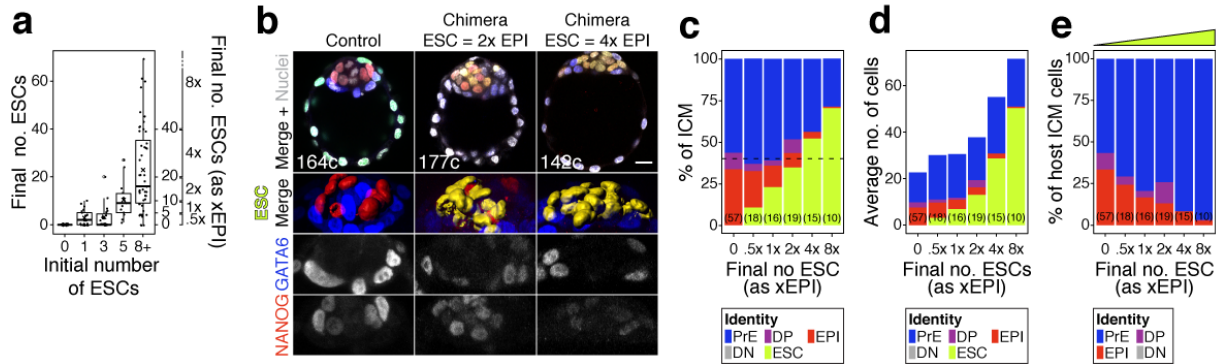 a
Final no. ESCs
60
40
20
0
0 1 3 5 8+
Initial number
of ESCs
8x
4x
2x
1x
.5x
40
20
0
Final no. ESCs
(as xEPI)
b
Control
Chimera
ESC = 2x EPI
Chimera
ESC = 4x EPI
Merge + Nuclei
164c
177c
142c
ESC
Merge
GATA6
NANOG
c
% of ICM
100
75
50
25
0
(57) (18) (16) (19) (15) (10)
0 .5x 1x 2x 4x 8x
Final no ESC
(as xEPI)
Identity
PrE DP EPI
DN ESC
d
Average no. of cells
60
40
20
0
(57) (18) (16) (19) (15) (10)
0 .5x 1x 2x 4x 8x
Final no. ESCs
(as xEPI)
Identity
PrE DP EPI
DN ESC
e
% of host ICM cells
100
75
50
25
0
(57) (18) (16) (19) (15) (10)
0 .5x 1x 2x 4x 8x
Final no. ESC
(as xEPI)
Identity
PrE DP
EPI DN